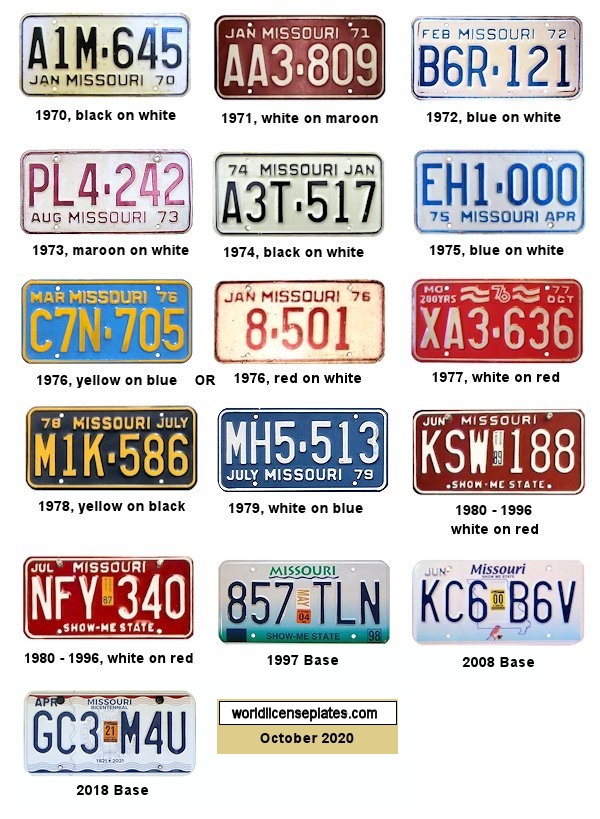 A1M·645
JAN MISSOURI 70
1970, black on white
JAN MISSOURI 71
AA3·809
1971, white on maroon
FEB MISSOURI 72
B6R·121
1972, blue on white
PL4·242
AUG MISSOURI 73
1973, maroon on white
74 MISSOURI JAN
A3T·517
1974, black on white
EH1·000
75 MISSOURI APR
1975, blue on white
MAR MISSOURI 76
C7N·705
1976, yellow on blue
OR
JAN MISSOURI 76
8·501
1976, red on white
MO 76 77
200YRS OCT
XA3·636
1977, white on red
78 MISSOURI JULY
M1K·586
1978, yellow on black
MH5·513
JULY MISSOURI 79
1979, white on blue
JUN MISSOURI
KSW 89 188
SHOW-ME STATE
1980 - 1996
white on red
JUL MISSOURI
NFY 87 340
SHOW-ME STATE
1980 - 1996, white on red
MISSOURI
857 MAY 04 TLN
SHOW-ME STATE 98
1997 Base
JUN Missouri
SHOW ME STATE
KC6 00 B6V
2008 Base
APR MISSOURI
BICENTENNIAL
GC3 21 M4U
1821 • 2021
2018 Base
worldlicenseplates.com
October 2020